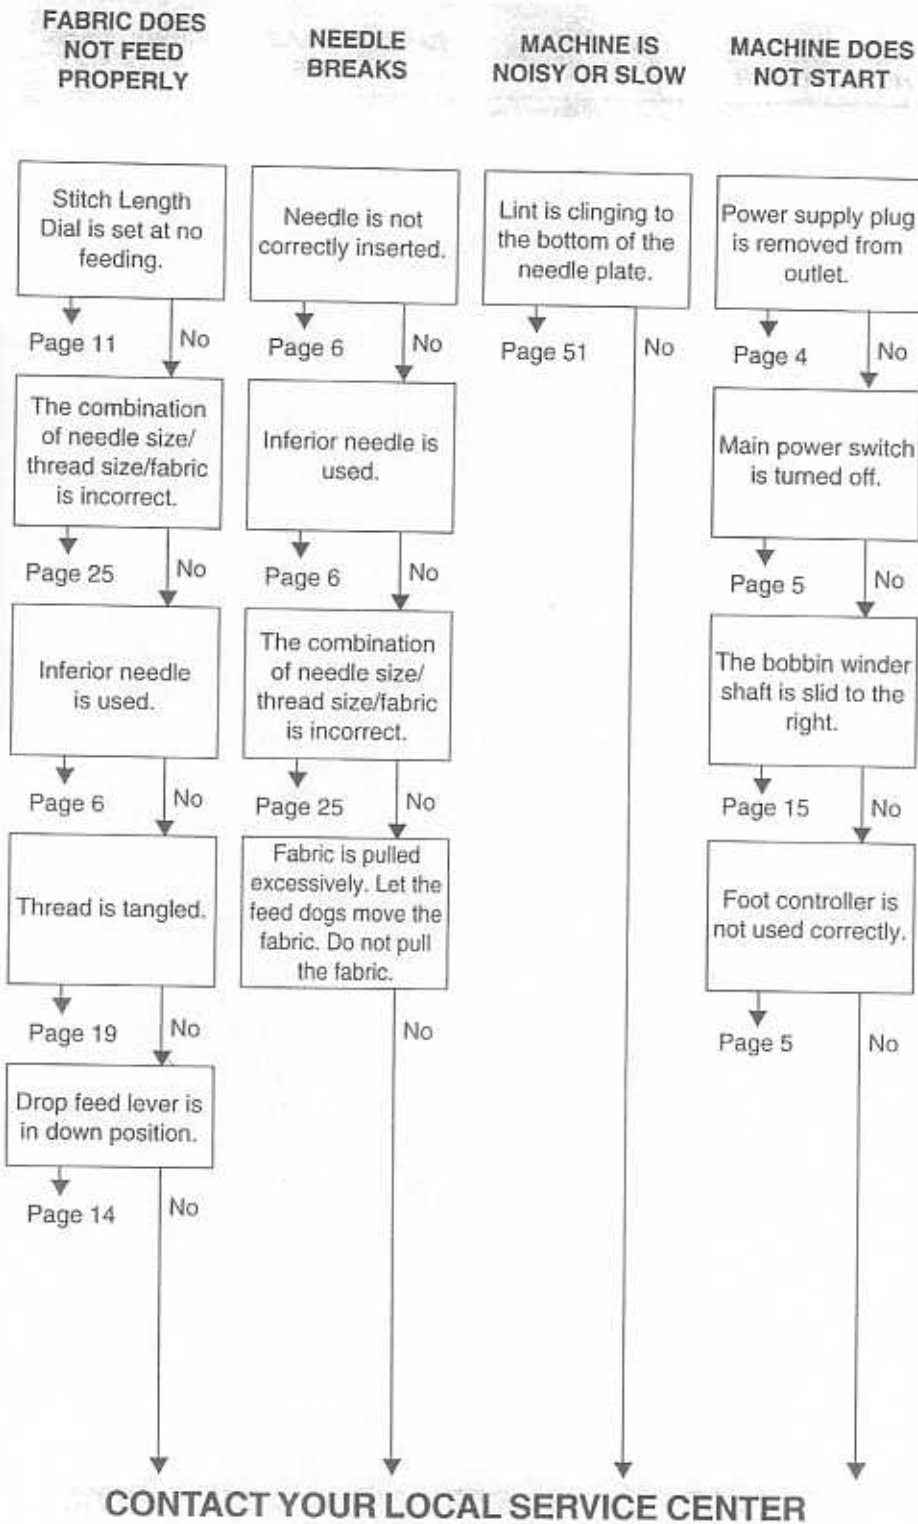 FABRIC DOES
NOT FEED
PROPERLY
Stitch Length
Dial is set at no
feeding.
Page 11
No
The combination
of needle size/
thread size/fabric
is incorrect.
Page 25
No
Inferior needle
is used.
Page 6
No
Thread is tangled.
Page 19
No
Drop feed lever is
in down position.
Page 14
No
NEEDLE
BREAKS
Needle is not
correctly inserted.
Page 6
No
Inferior needle is
used.
Page 6
No
The combination
of needle size/
thread size/fabric
is incorrect.
Page 25
No
Fabric is pulled
excessively. Let the
feed dogs move the
fabric. Do not pull
the fabric.
No
MACHINE IS
NOISY OR SLOW
Lint is clinging to
the bottom of the
needle plate.
Page 51
No
MACHINE DOES
NOT START
Power supply plug
is removed from
outlet.
Page 4
No
Main power switch
is turned off.
Page 5
No
The bobbin winder
shaft is slid to the
right.
Page 15
No
Foot controller is
not used correctly.
Page 5
No
CONTACT YOUR LOCAL SERVICE CENTER